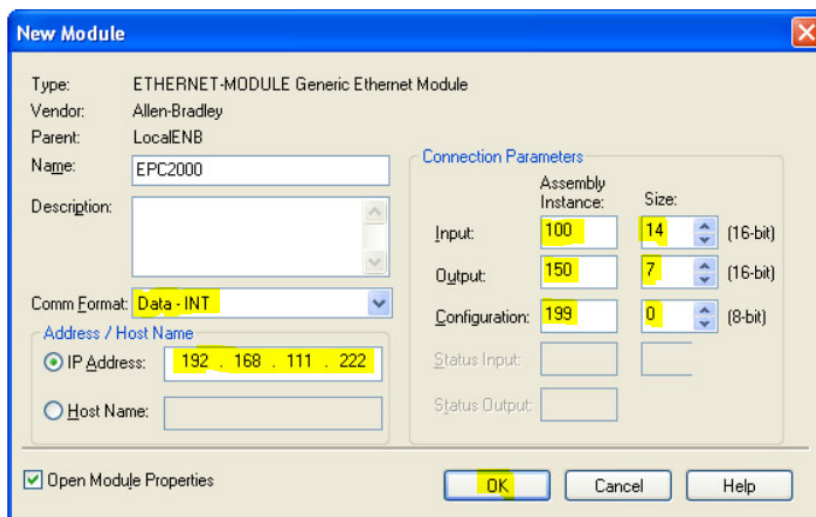 New Module
Type: ETHERNET-MODULE Generic Ethernet Module
Vendor: Allen-Bradley
Parent: LocalENB
Name: EPC2000
Description:
Comm Format: Data - INT
Address / Host Name
IP Address: 192 . 168 . 111 . 222
Host Name:
Connection Parameters
Assembly Instance: Size:
Input: 100 14 (16-bit)
Output: 150 7 (16-bit)
Configuration: 199 0 (8-bit)
Status Input:
Status Output:
Open Module Properties
OK Cancel Help